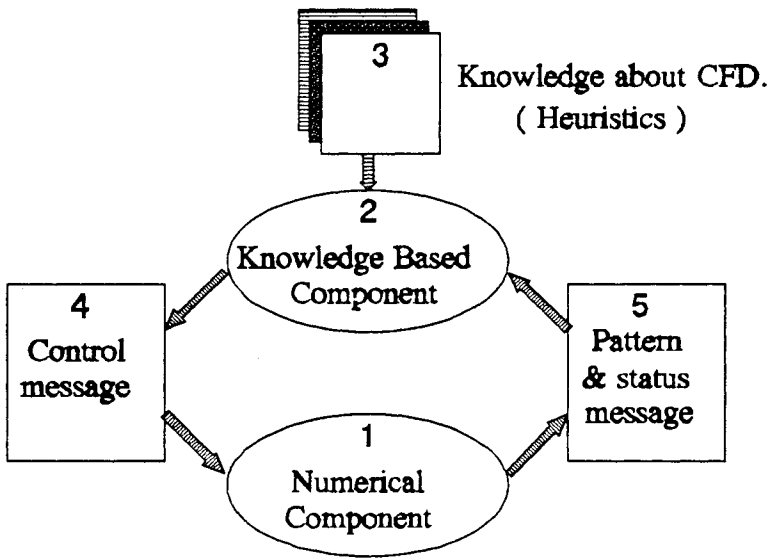 3
Knowledge about CFD.
( Heuristics )
2
Knowledge Based
Component
4
Control
message
5
Pattern
& status
message
1
Numerical
Component